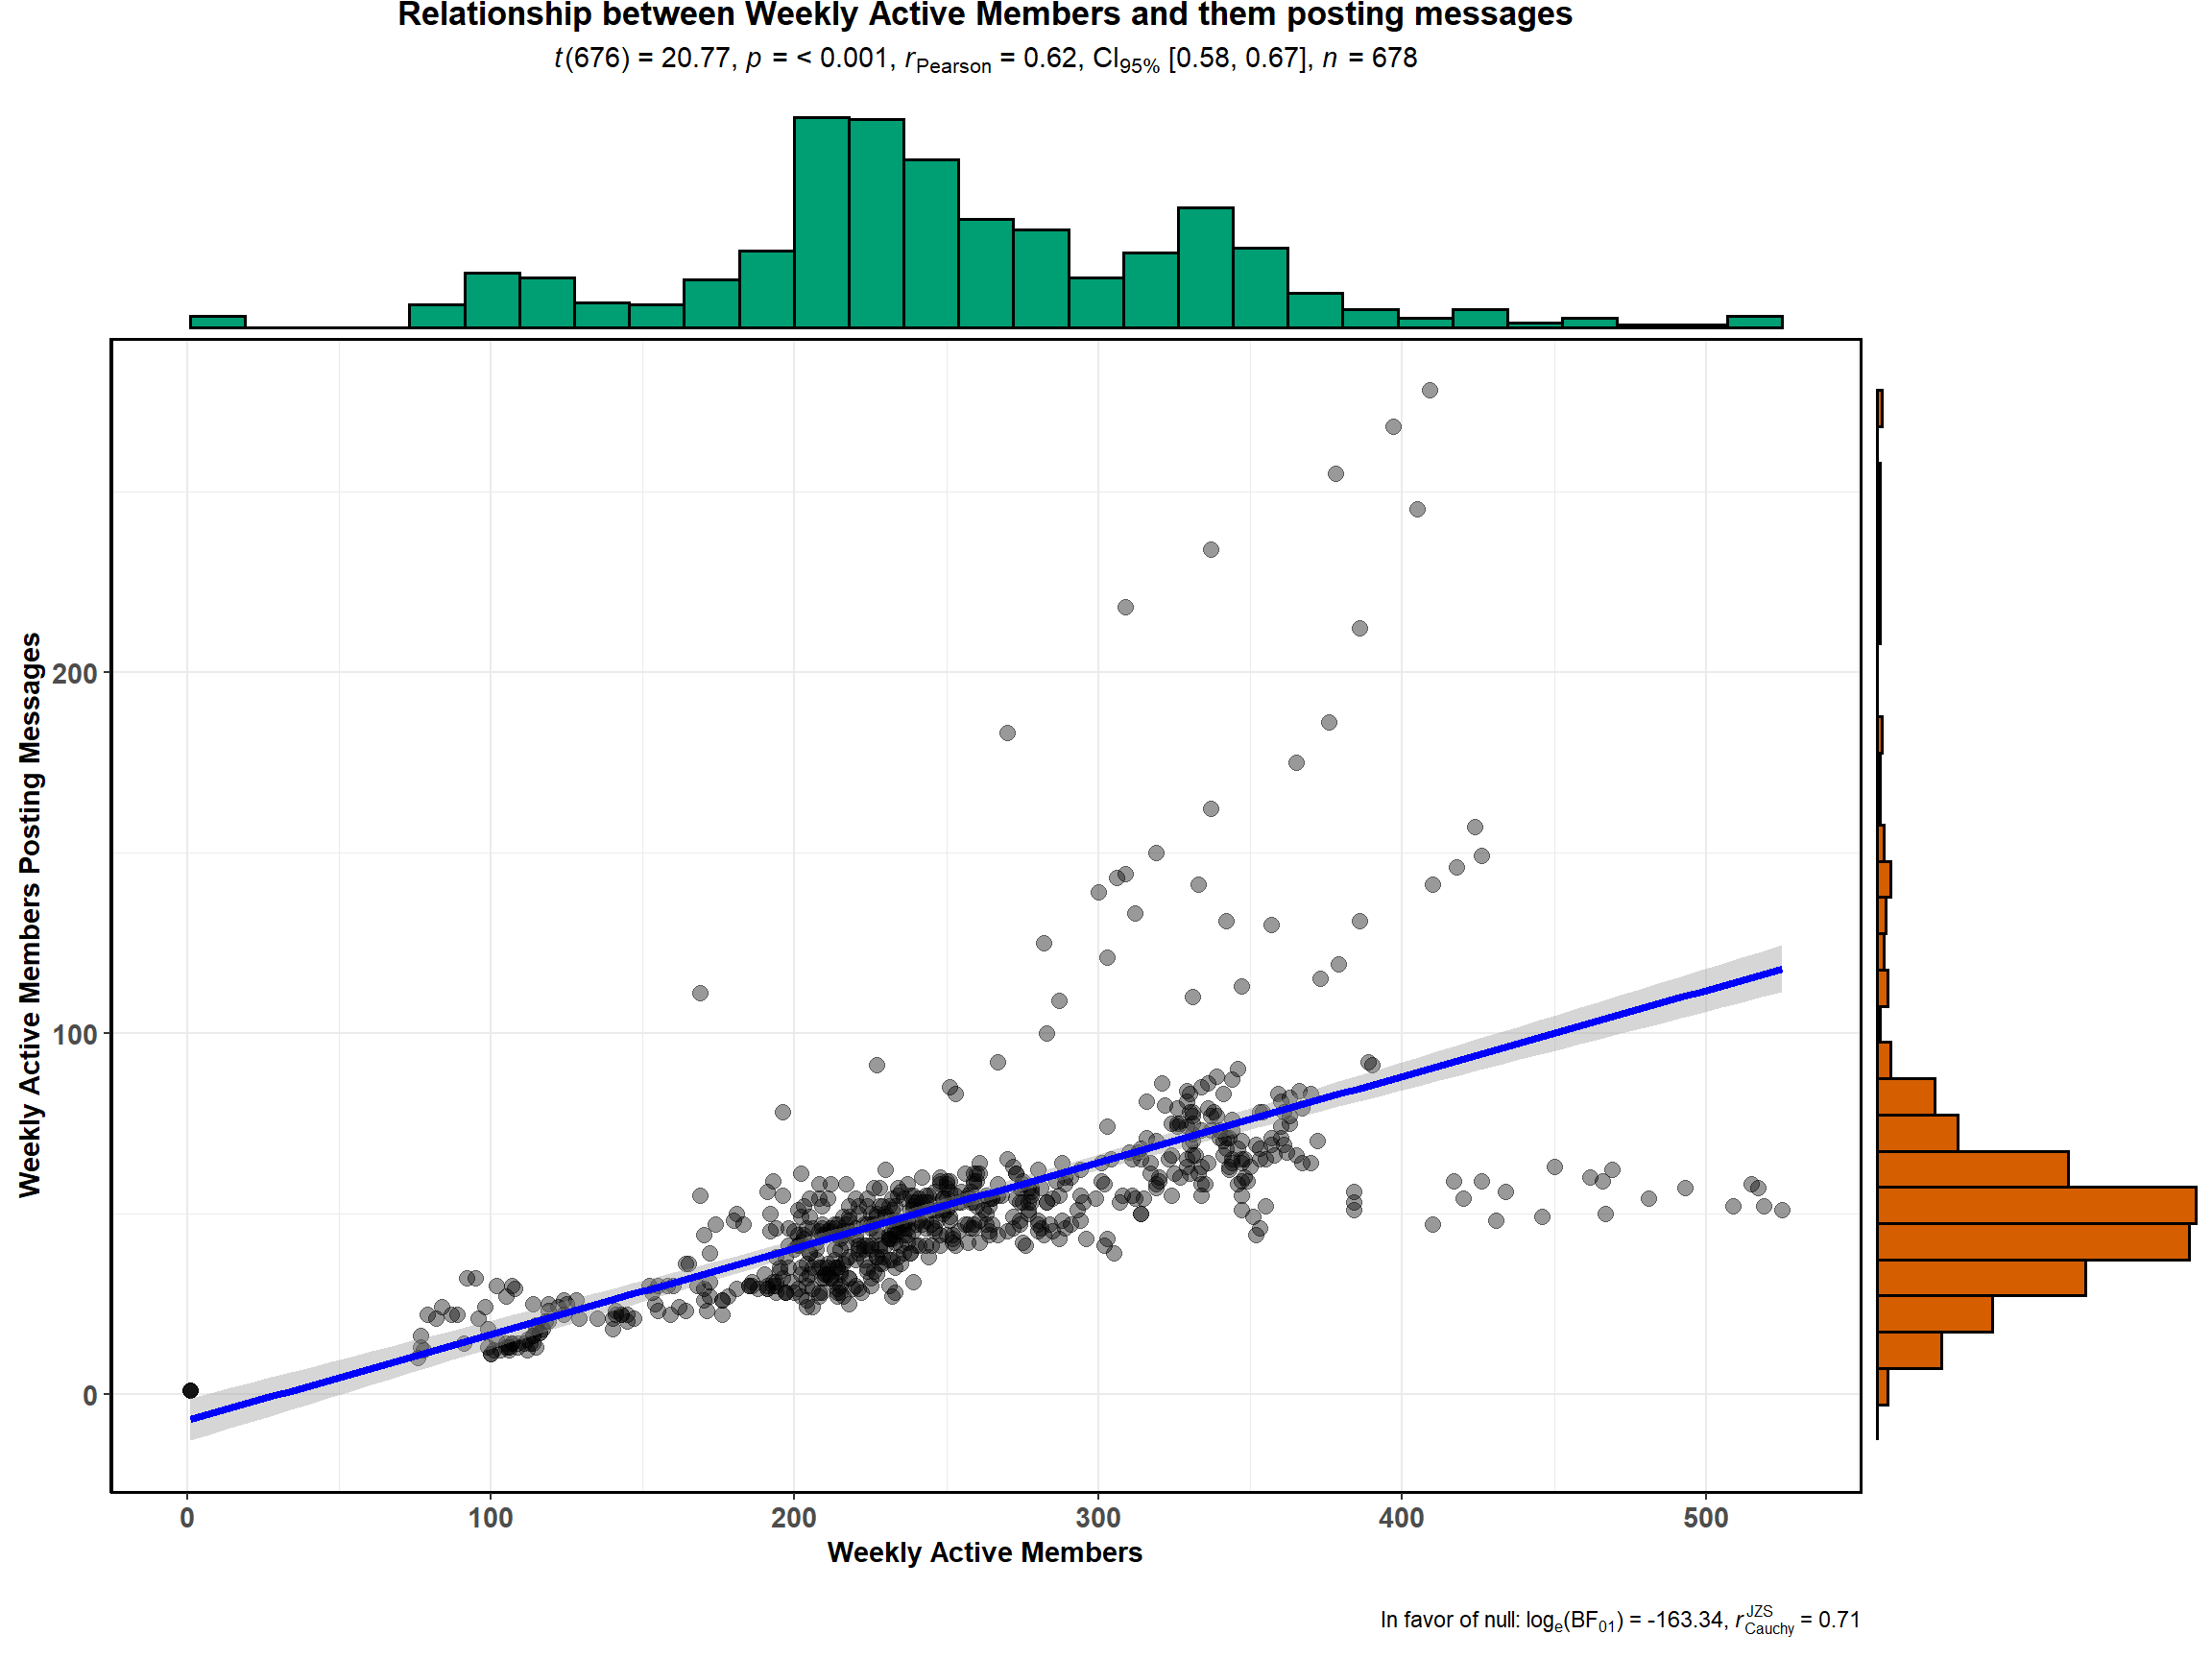 Relationship between Weekly Active Members and them posting messages
t(676) = 20.77, p = < 0.001, rPearson = 0.62, CI95% [0.58, 0.67], n = 678
Weekly Active Members Posting Messages
200
100
0
0 100 200 300 400 500
Weekly Active Members
In favor of null: loge(BF01) = -163.34, rJZSCauchy = 0.71